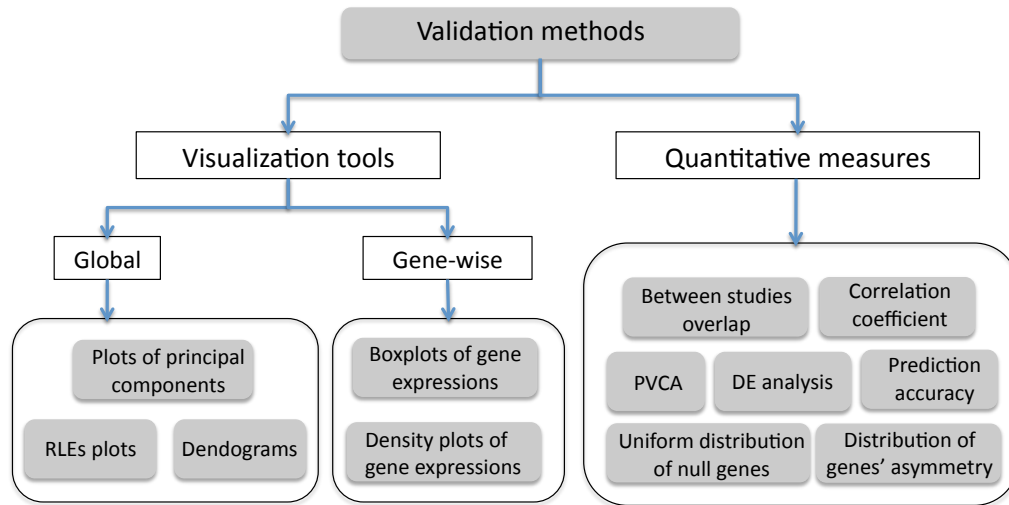 Validation methods
Visualization tools
Quantitative measures
Global
Gene-wise
Plots of principal
components
RLEs plots
Dendograms
Boxplots of gene
expressions
Density plots of
gene expressions
Between studies
overlap
Correlation
coefficient
PVCA
DE analysis
Prediction
accuracy
Uniform distribution
of null genes
Distribution of
genes’ asymmetry